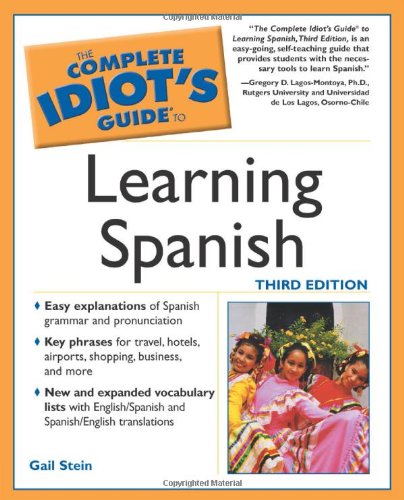 Copyrighted Material
THE
COMPLETE
IDIOT'S
GUIDE® TO
"The Complete Idiot's Guide® to
Learning Spanish, Third Edition, is an
easy-going, self-teaching guide that
provides students with the neces-
sary tools to learn Spanish."
—Gregory D. Lagos-Montoya, Ph.D.,
Rutgers University and Universidad
de Los Lagos, Osorno-Chile
Learning
Spanish
THIRD EDITION
♦ Easy explanations of Spanish
grammar and pronunciation
♦ Key phrases for travel, hotels,
airports, shopping, business,
and more
♦ New and expanded vocabulary
lists with English/Spanish and
Spanish/English translations
Gail Stein
Copyrighted Material